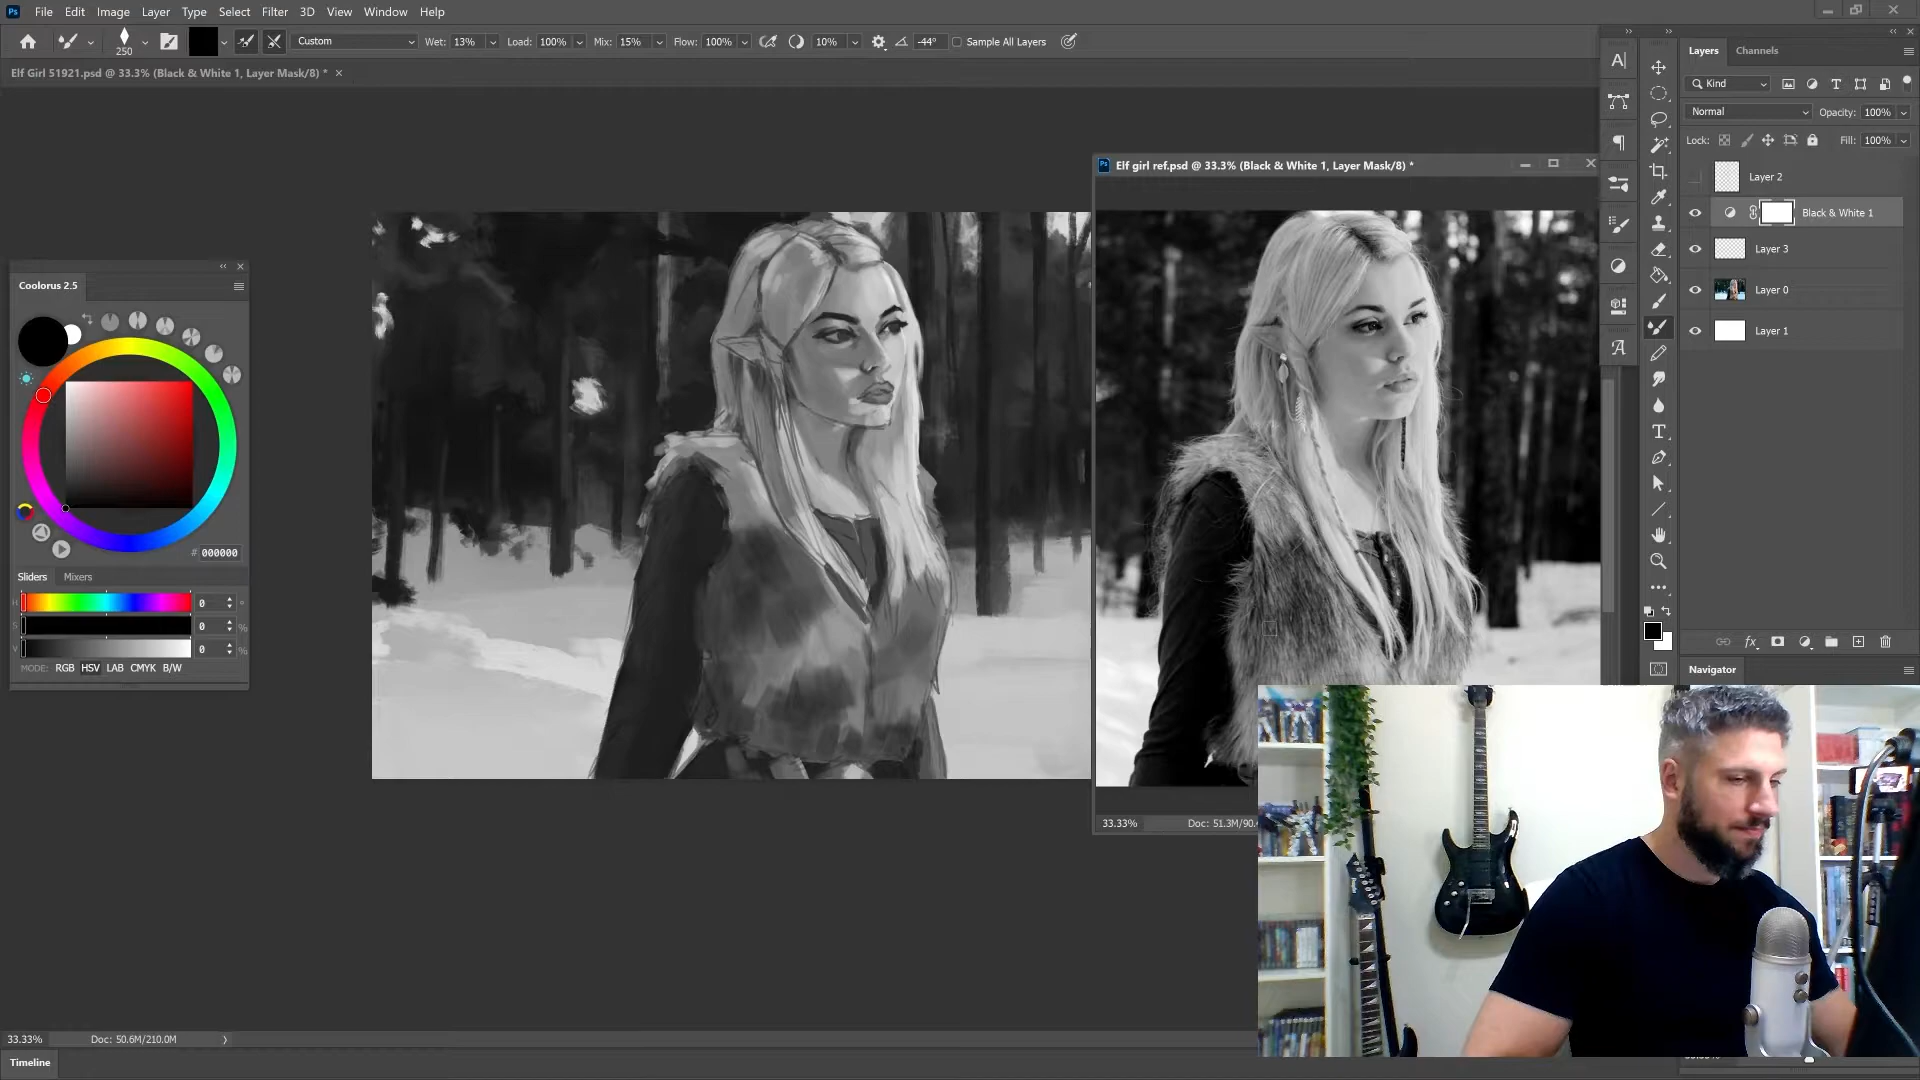 Ps File Edit Image Layer Type Select Filter 3D View Window Help
250 Custom Wet: 13% Load: 100% Mix: 15% Flow: 100% 10% -44° Sample All Layers
Elf Girl 51921.psd @ 33.3% (Black & White 1, Layer Mask/8) * ×
Layers Channels
Kind
Normal Opacity: 100%
Lock: Fill: 100%
Elf girl ref.psd @ 33.3% (Black & White 1, Layer Mask/8) *
Layer 2
Black & White 1
Layer 3
Layer 0
Layer 1
Coolorus 2.5
# 000000
Sliders Mixers
0 °
S 0 %
V 0 %
MODE: RGB HSV LAB CMYK B/W
fx
Navigator
33.33% Doc: 51.3M/90.
33.33% Doc: 50.6M/210.0M
Timeline